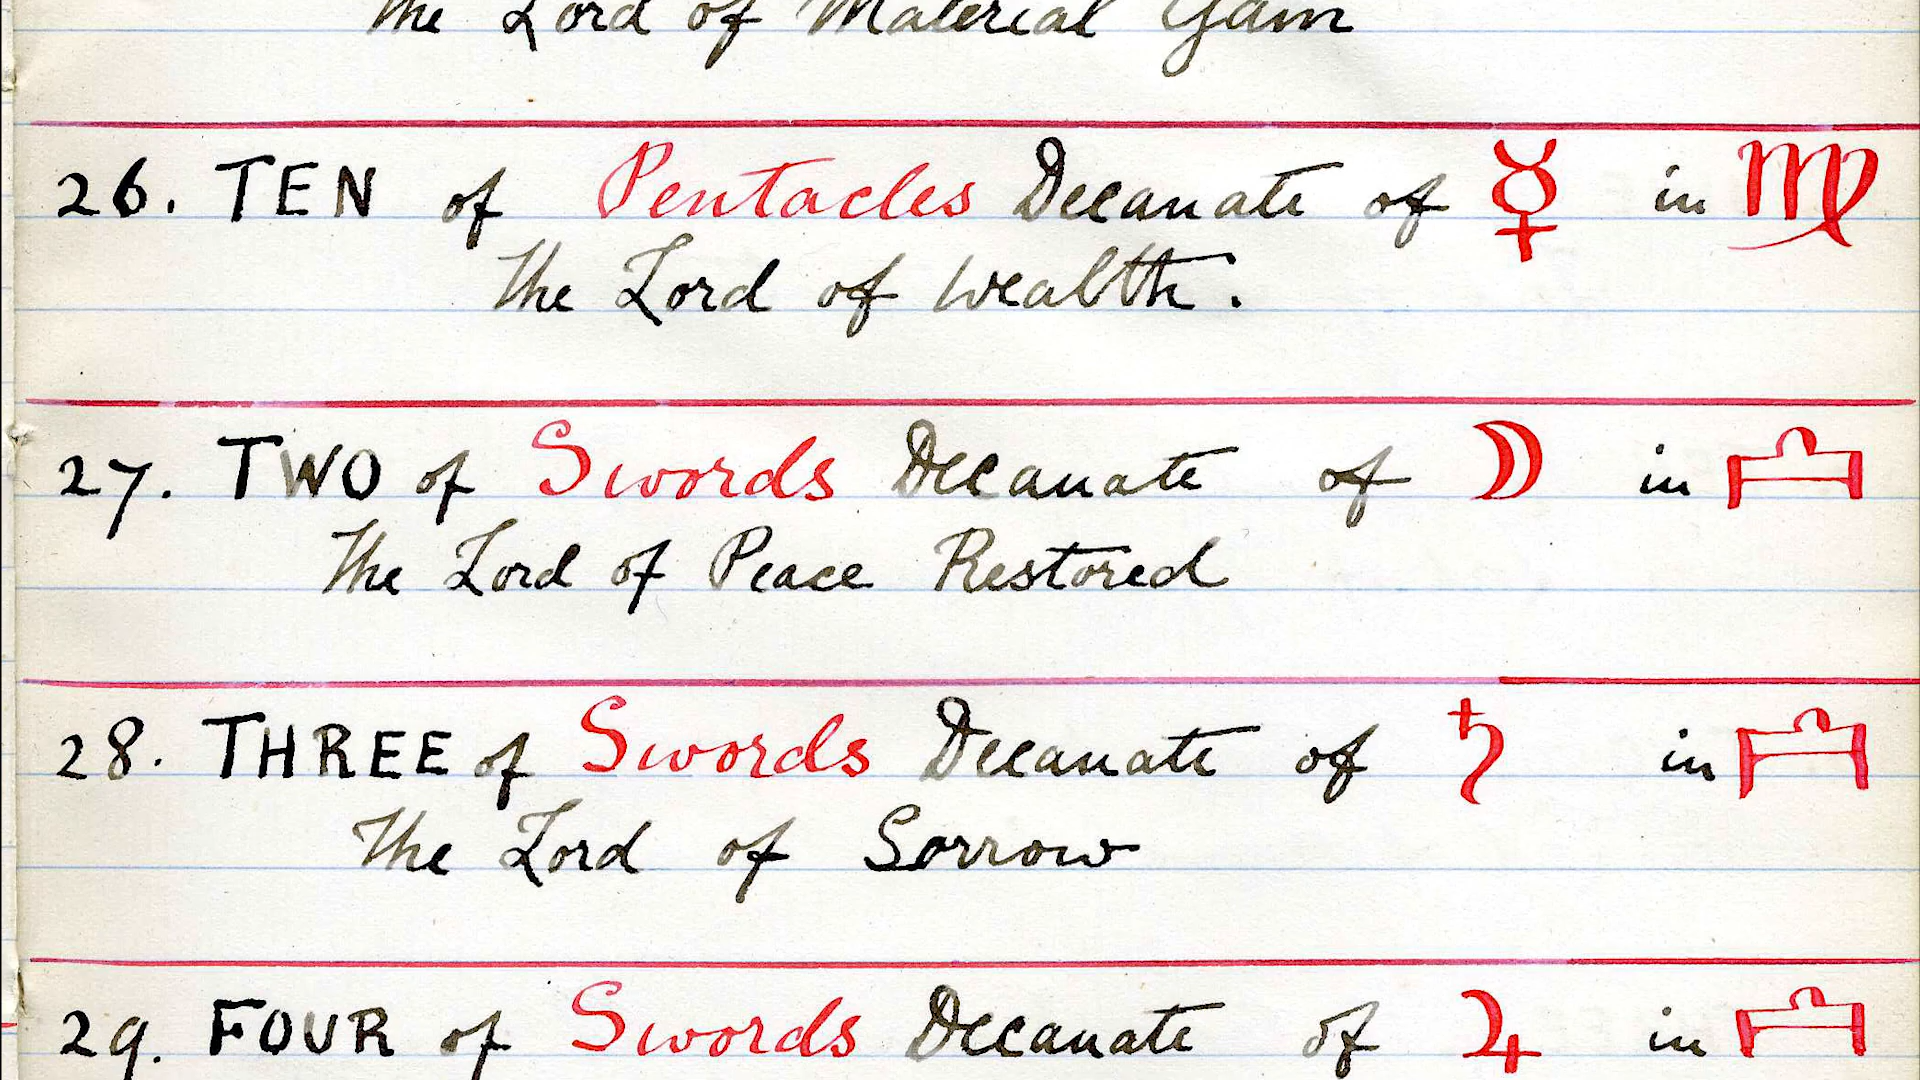 The Lord of Material Gain
26. TEN of Pentacles Decanate of ☿ in ♍
The Lord of Wealth.
27. TWO of Swords Decanate of ☽ in ♎
The Lord of Peace Restored
28. THREE of Swords Decanate of ♄ in ♎
The Lord of Sorrow
29. FOUR of Swords Decanate of ♃ in ♎